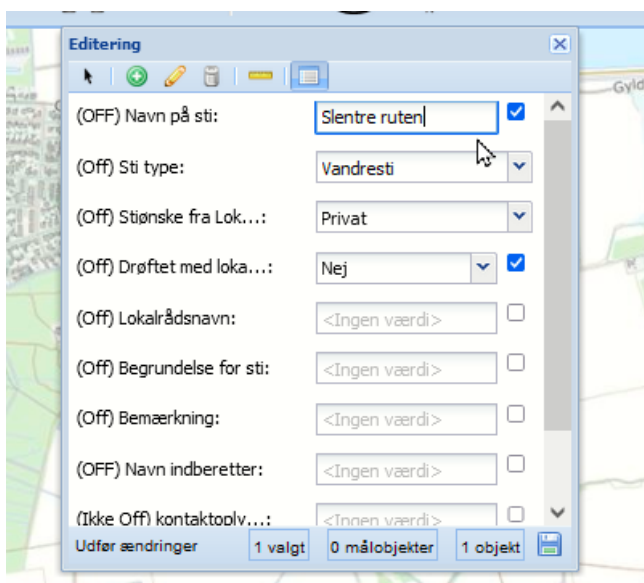 Editering
(OFF) Navn på sti: Slentre ruten
(Off) Sti type: Vandresti
(Off) Stiønske fra Lok...: Privat
(Off) Drøftet med loka...: Nej
(Off) Lokalrådsnavn: <Ingen værdi>
(Off) Begrundelse for sti: <Ingen værdi>
(Off) Bemærkning: <Ingen værdi>
(OFF) Navn indberetter: <Ingen værdi>
(Ikke Off) kontaktoplv...: <Ingen værdi>
Udfør ændringer 1 valgt 0 målobjekter 1 objekt